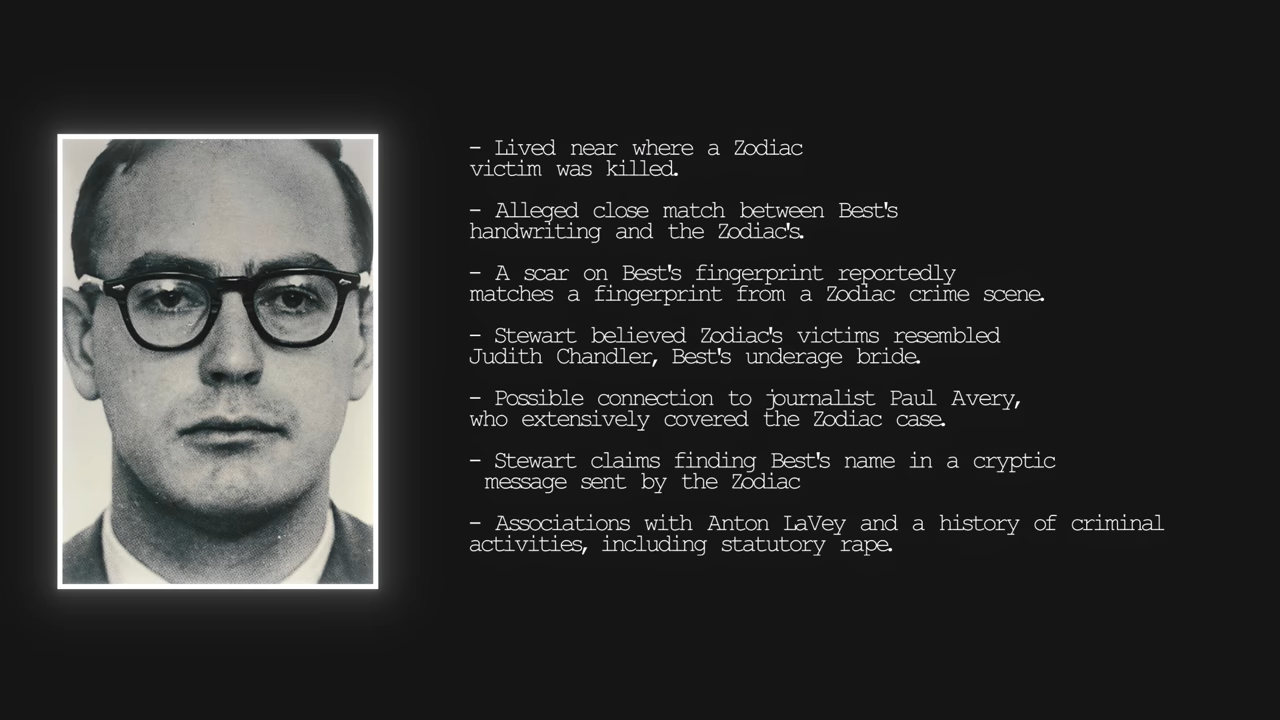 - Lived near where a Zodiac
victim was killed.
- Alleged close match between Best's
handwriting and the Zodiac's.
- A scar on Best's fingerprint reportedly
matches a fingerprint from a Zodiac crime scene.
- Stewart believed Zodiac's victims resembled
Judith Chandler, Best's underage bride.
- Possible connection to journalist Paul Avery,
who extensively covered the Zodiac case.
- Stewart claims finding Best's name in a cryptic
message sent by the Zodiac
- Associations with Anton LaVey and a history of criminal
activities, including statutory rape.